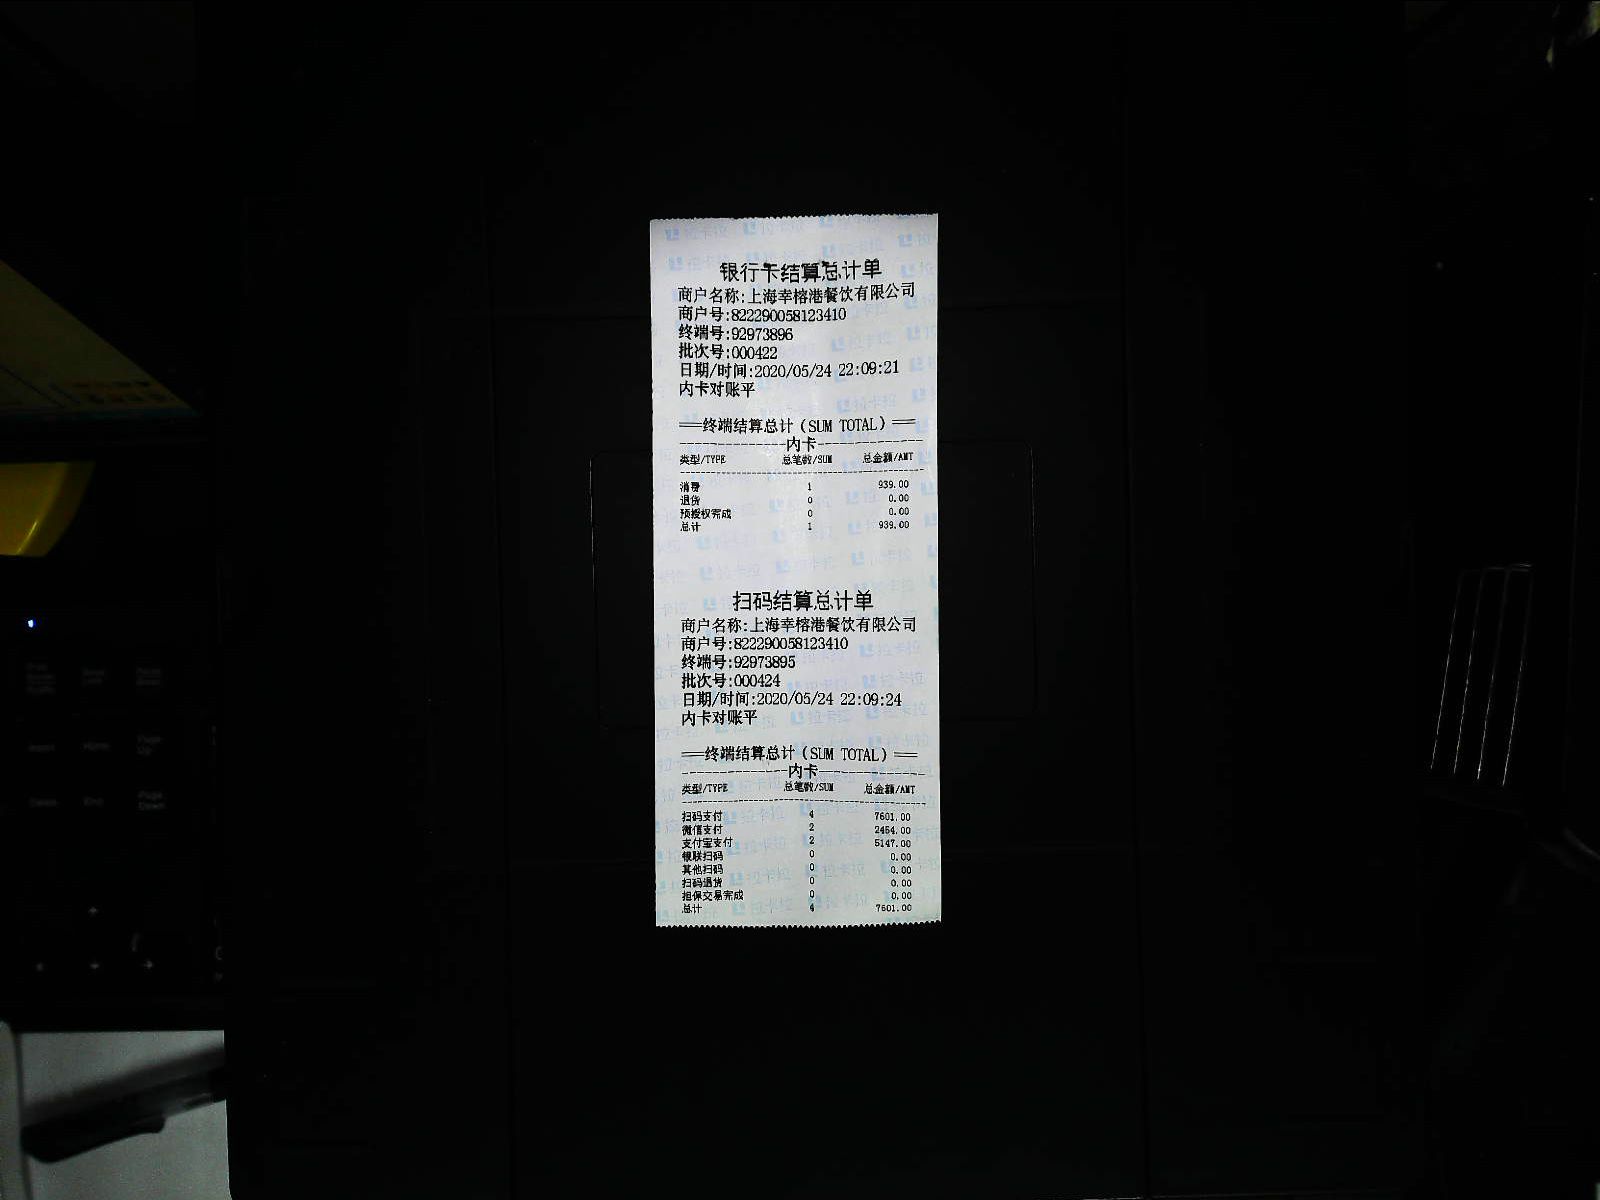 银行卡结算总计单
商户名称:上海幸榕港餐饮有限公司
商户号:822290058123410
终端号:92973896
批次号:000422
日期/时间:2020/05/24 22:09:21
内卡对账平
══终端结算总计(SUM TOTAL)══
----------------内卡----------------
类型/TYPE 总笔数/SUM 总金额/AMT
消费 1 939.00
退货 0 0.00
预授权完成 0 0.00
总计 1 939.00
扫码结算总计单
商户名称:上海幸榕港餐饮有限公司
商户号:822290058123410
终端号:92973895
批次号:000424
日期/时间:2020/05/24 22:09:24
内卡对账平
══终端结算总计(SUM TOTAL)══
----------------内卡----------------
类型/TYPE 总笔数/SUM 总金额/AMT
扫码支付 4 7601.00
微信支付 2 2454.00
支付宝支付 2 5147.00
银联扫码 0 0.00
其他扫码 0 0.00
扫码退货 0 0.00
担保交易完成 0 0.00
总计 4 7601.00